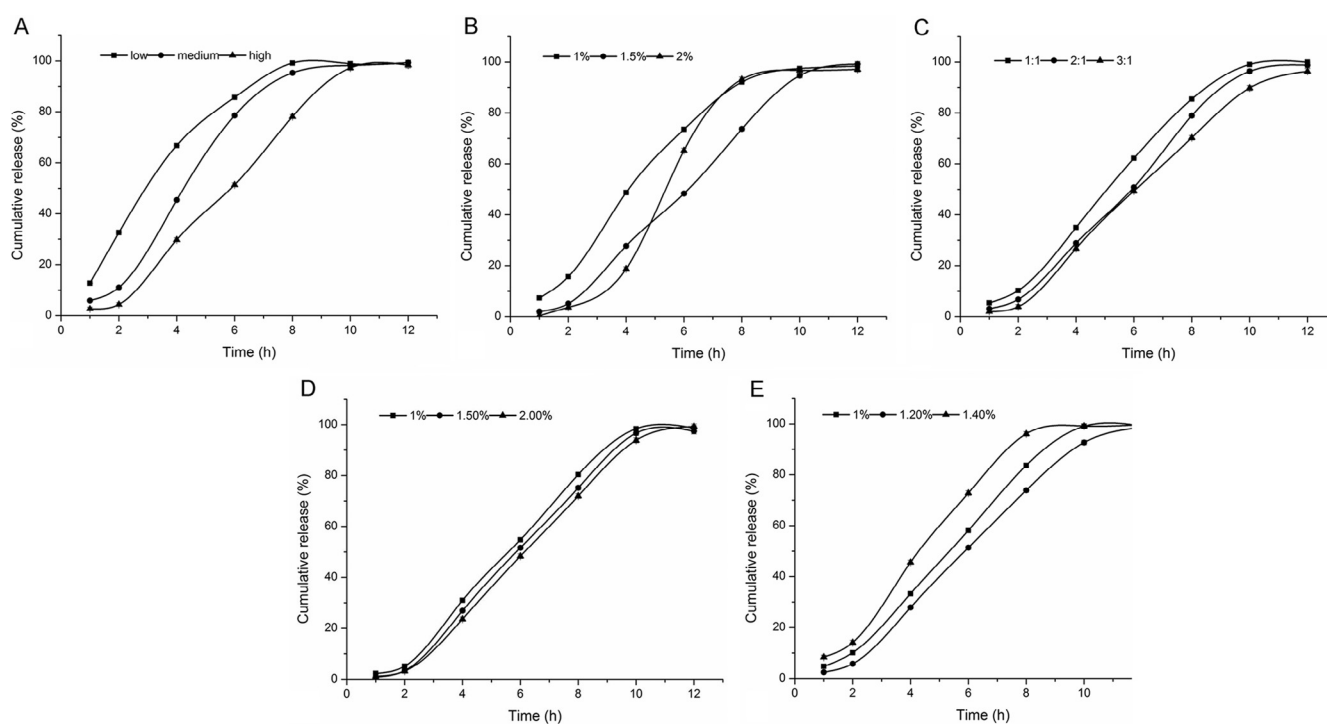 A
low medium high
100
80
60
40
20
0
Cumulative release (%)
0 2 4 6 8 10 12
Time (h)
B
1% 1.5% 2%
100
80
60
40
20
0
Cumulative release (%)
0 2 4 6 8 10 12
Time (h)
C
1:1 2:1 3:1
100
80
60
40
20
0
Cumulative release (%)
0 2 4 6 8 10 12
Time (h)
D
1% 1.50% 2.00%
100
80
60
40
20
0
Cumulative release (%)
0 2 4 6 8 10 12
Time (h)
E
1% 1.20% 1.40%
100
80
60
40
20
0
Cumulative release (%)
0 2 4 6 8 10
Time (h)